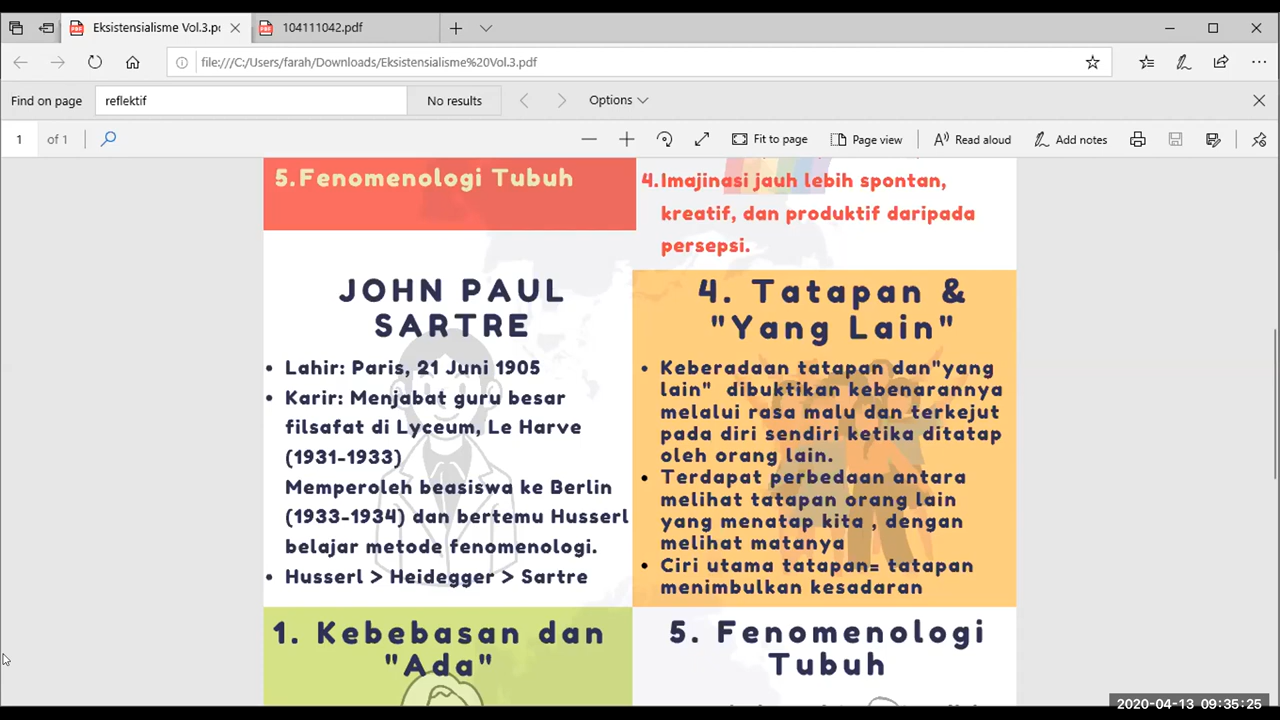 Eksistensialisme Vol.3.pd
104111042.pdf
file:///C:/Users/farah/Downloads/Eksistensialisme%20Vol.3.pdf
Find on page
reflektif
No results
Options
1
of 1
Fit to page
Page view
Read aloud
Add notes
5.Fenomenologi Tubuh
4.Imajinasi jauh lebih spontan,
kreatif, dan produktif daripada
persepsi.
JOHN PAUL
SARTRE
• Lahir: Paris, 21 Juni 1905
• Karir: Menjabat guru besar
filsafat di Lyceum, Le Harve
(1931-1933)
Memperoleh beasiswa ke Berlin
(1933-1934) dan bertemu Husserl
belajar metode fenomenologi.
• Husserl > Heidegger > Sartre
4. Tatapan &
"Yang Lain"
• Keberadaan tatapan dan"yang
lain" dibuktikan kebenarannya
melalui rasa malu dan terkejut
pada diri sendiri ketika ditatap
oleh orang lain.
• Terdapat perbedaan antara
melihat tatapan orang lain
yang menatap kita , dengan
melihat matanya
• Ciri utama tatapan= tatapan
menimbulkan kesadaran
1. Kebebasan dan
"Ada"
5. Fenomenologi
Tubuh
2020-04-13 09:35:25